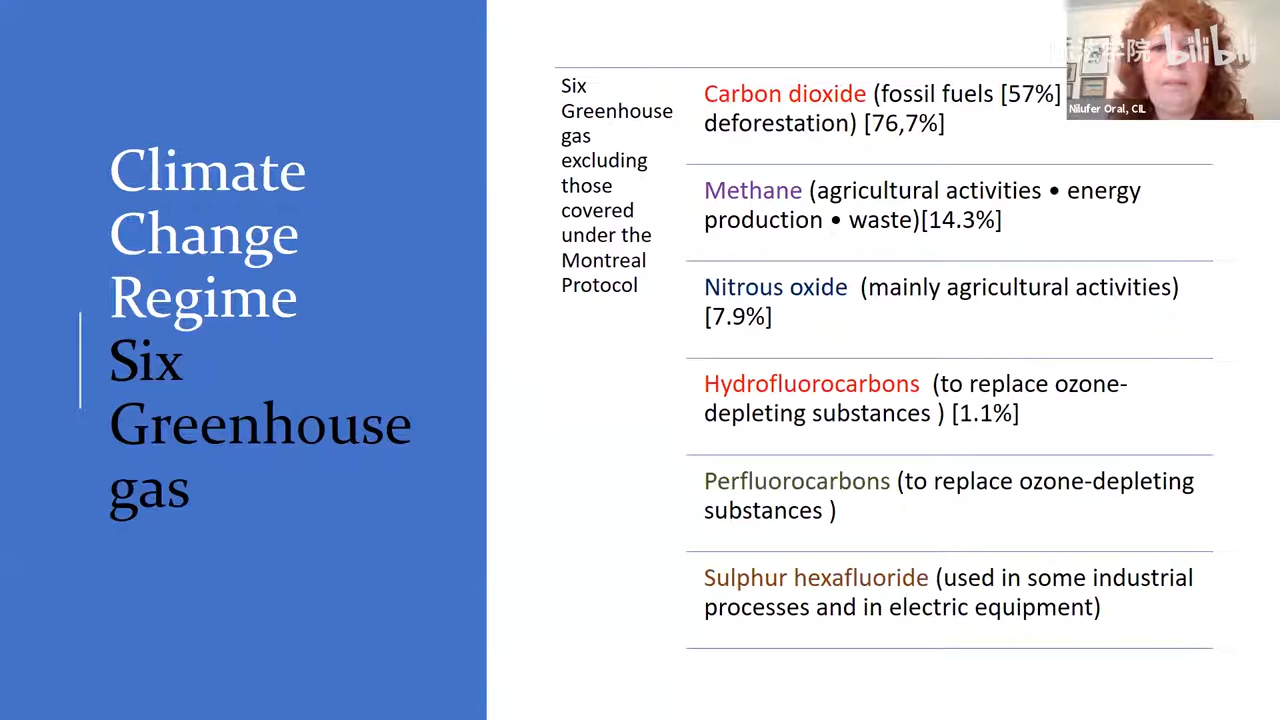 Climate
Change
Regime
Six
Greenhouse
gas
Six
Greenhouse
gas
excluding
those
covered
under the
Montreal
Protocol
Carbon dioxide (fossil fuels [57%]
deforestation) [76,7%]
Methane (agricultural activities • energy
production • waste)[14.3%]
Nitrous oxide (mainly agricultural activities)
[7.9%]
Hydrofluorocarbons (to replace ozone-
depleting substances ) [1.1%]
Perfluorocarbons (to replace ozone-depleting
substances )
Sulphur hexafluoride (used in some industrial
processes and in electric equipment)
法学院 bilibili
Nilufer Oral, CIL